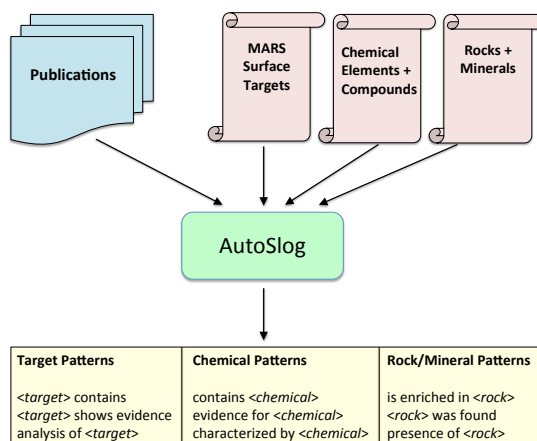 Publications
MARS
Surface
Targets
Chemical
Elements +
Compounds
Rocks +
Minerals
AutoSlog
Target Patterns
<target> contains
<target> shows evidence
analysis of <target>
Chemical Patterns
contains <chemical>
evidence for <chemical>
characterized by <chemical>
Rock/Mineral Patterns
is enriched in <rock>
<rock> was found
presence of <rock>